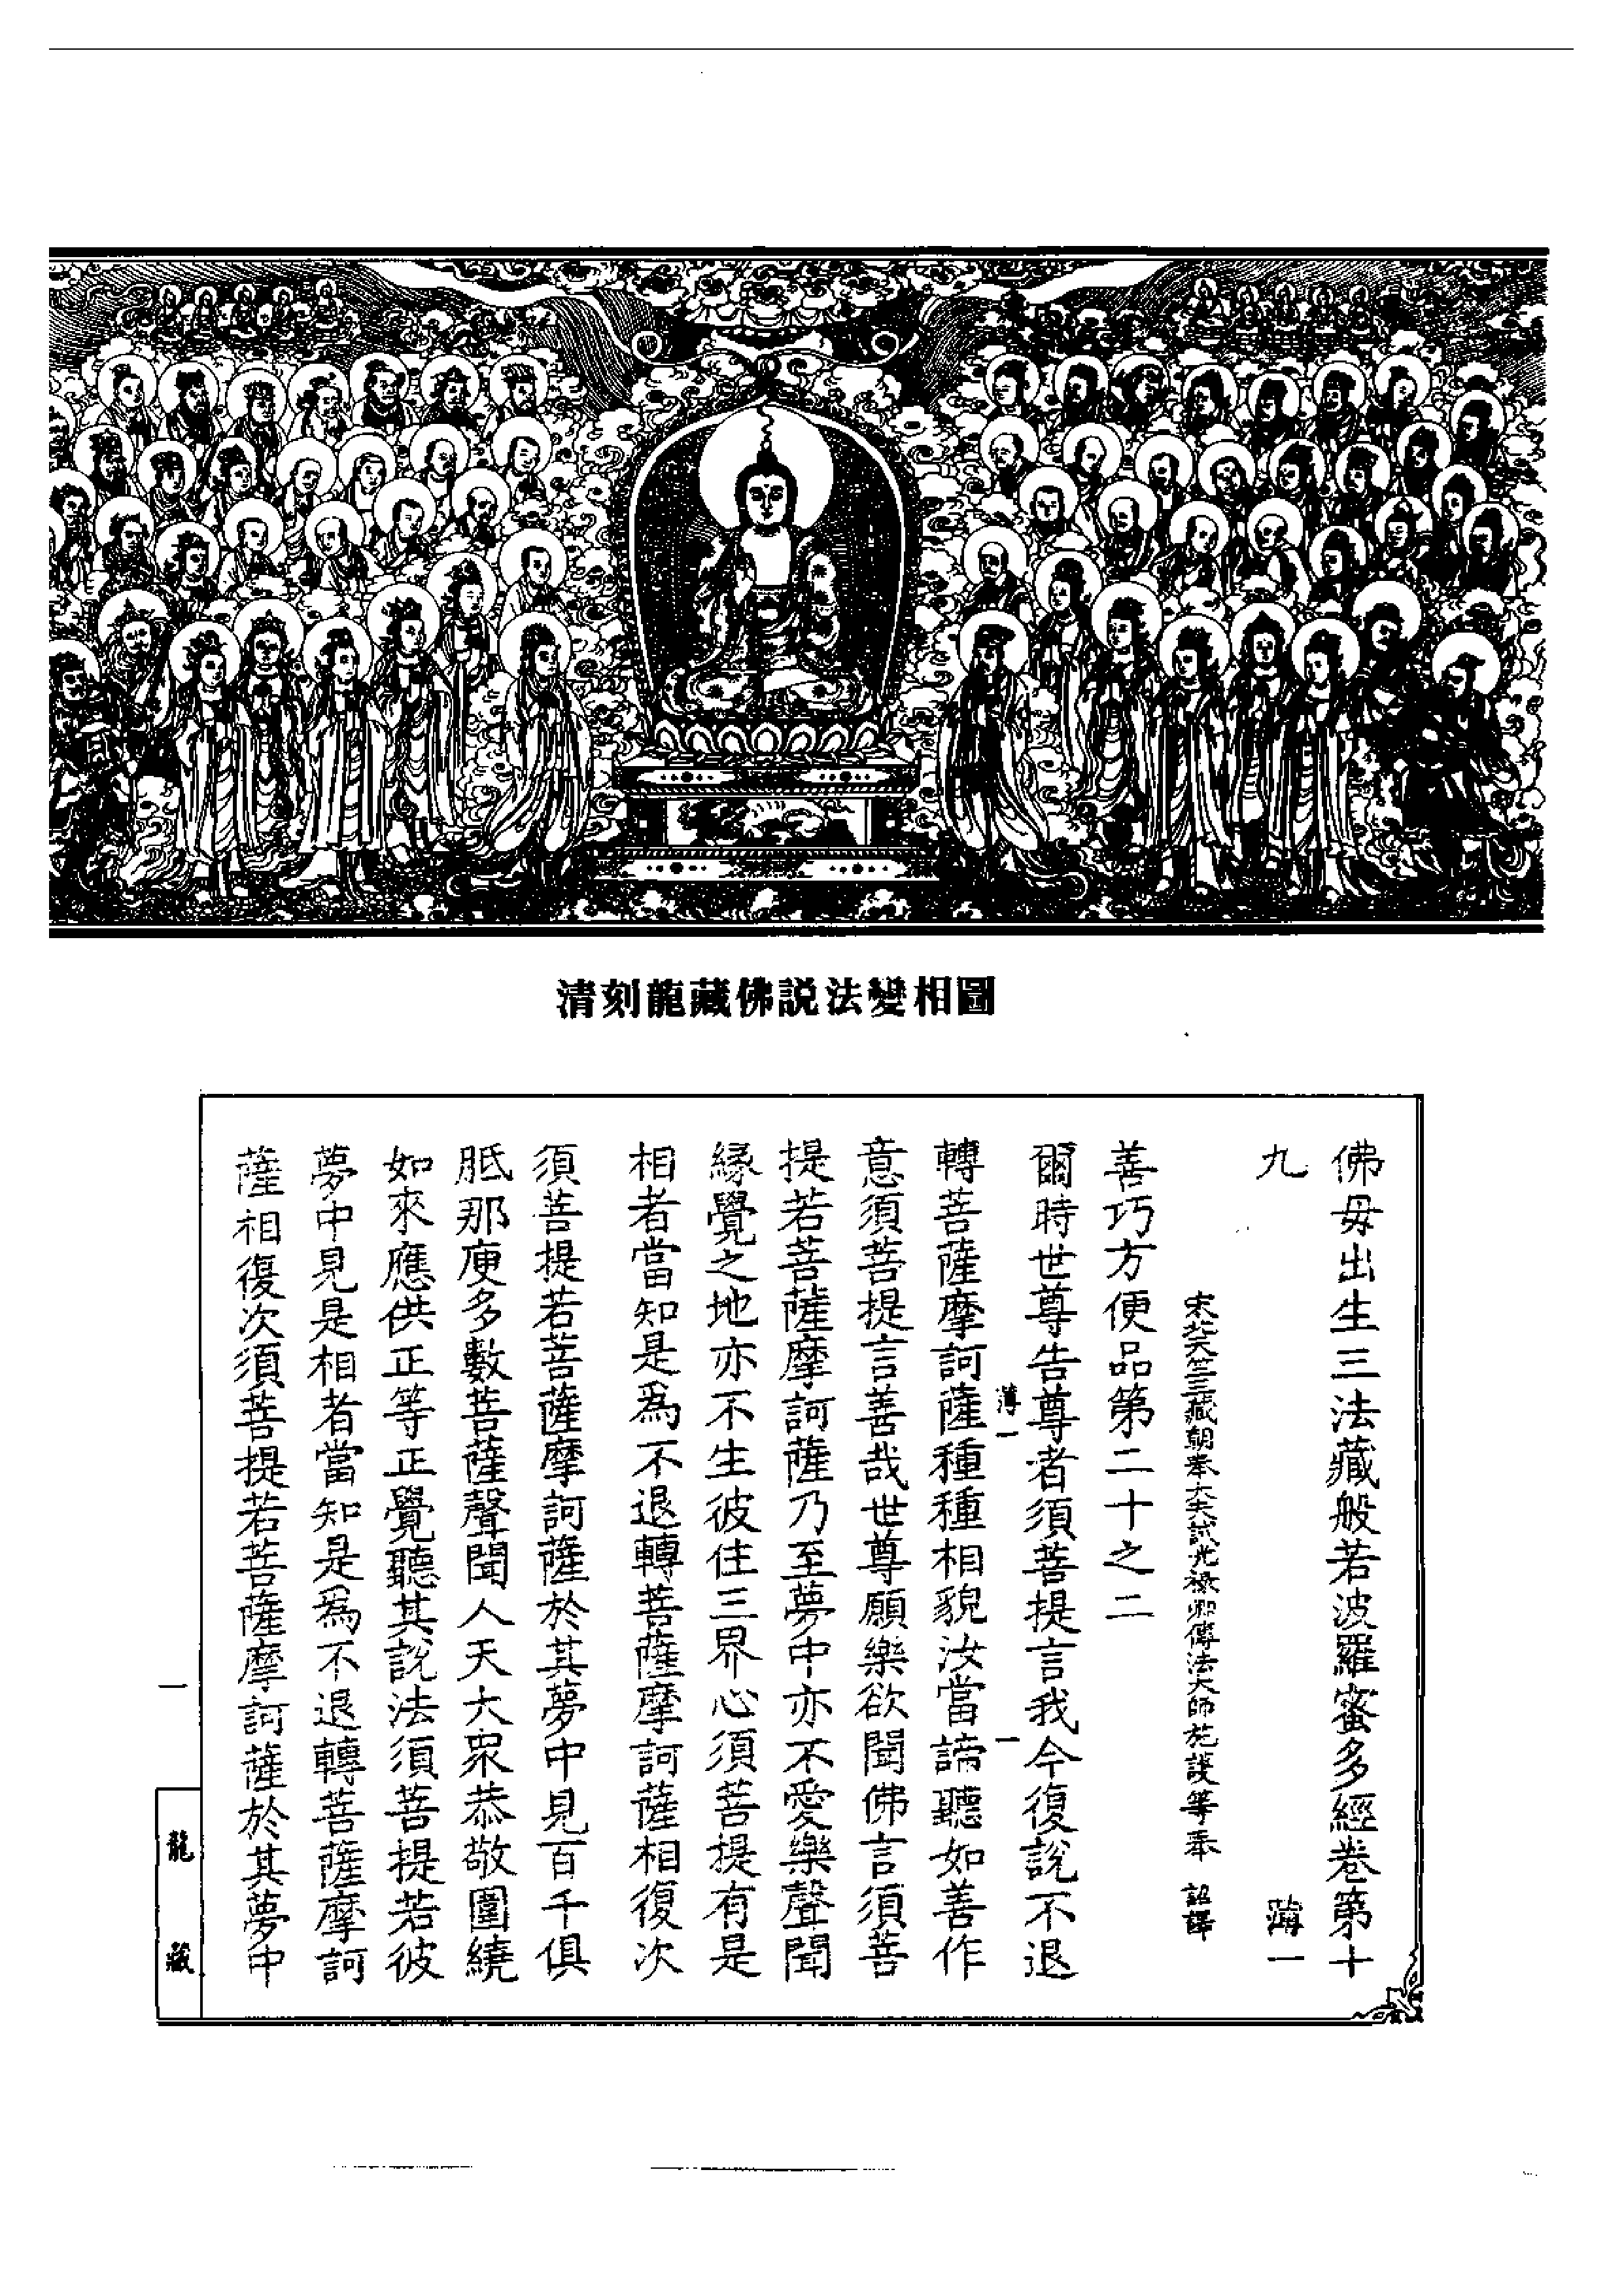 清刻龍藏佛説法變相圖
佛毋出生三法藏般若波羅蜜多經卷第十
九 薄一
宋北天竺三藏朝奉大夫試光祿卿傳法大師施護等奉 詔譯
善巧方便品第二十之二
爾時世尊告尊者須菩提言我今復說不退
薄一 一
轉菩薩摩訶薩種種相貌汝當諦聽如善作
意須菩提言善哉世尊願樂欲聞佛言須菩
提若菩薩摩訶薩乃至夢中亦不愛樂聲聞
緣覺之地亦不生彼住三界心須菩提有是
相者當知是爲不退轉菩薩摩訶薩相復次
須菩提若菩薩摩訶薩於其夢中見百千俱
胝那庾多數菩薩聲聞人天大眾恭敬圍繞
如來應供正等正覺聽其說法須菩提若彼
夢中見是相者當知是爲不退轉菩薩摩訶
薩相復次須菩提若菩薩摩訶薩於其夢中
一
龍藏